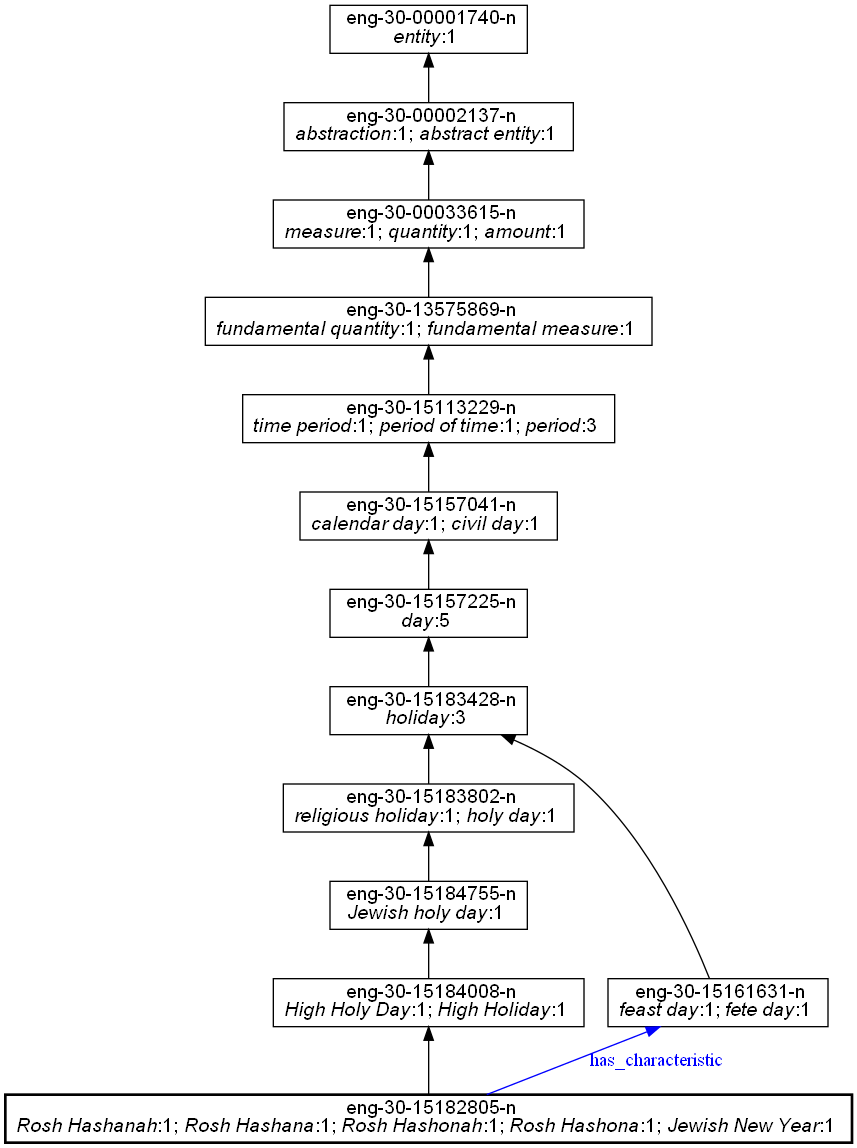 eng-30-00001740-n
entity:1
eng-30-00002137-n
abstraction:1; abstract entity:1
eng-30-00033615-n
measure:1; quantity:1; amount:1
eng-30-13575869-n
fundamental quantity:1; fundamental measure:1
eng-30-15113229-n
time period:1; period of time:1; period:3
eng-30-15157041-n
calendar day:1; civil day:1
eng-30-15157225-n
day:5
eng-30-15183428-n
holiday:3
eng-30-15183802-n
religious holiday:1; holy day:1
eng-30-15184755-n
Jewish holy day:1
eng-30-15184008-n
High Holy Day:1; High Holiday:1
eng-30-15161631-n
feast day:1; fete day:1
has_characteristic
eng-30-15182805-n
Rosh Hashanah:1; Rosh Hashana:1; Rosh Hashonah:1; Rosh Hashona:1; Jewish New Year:1